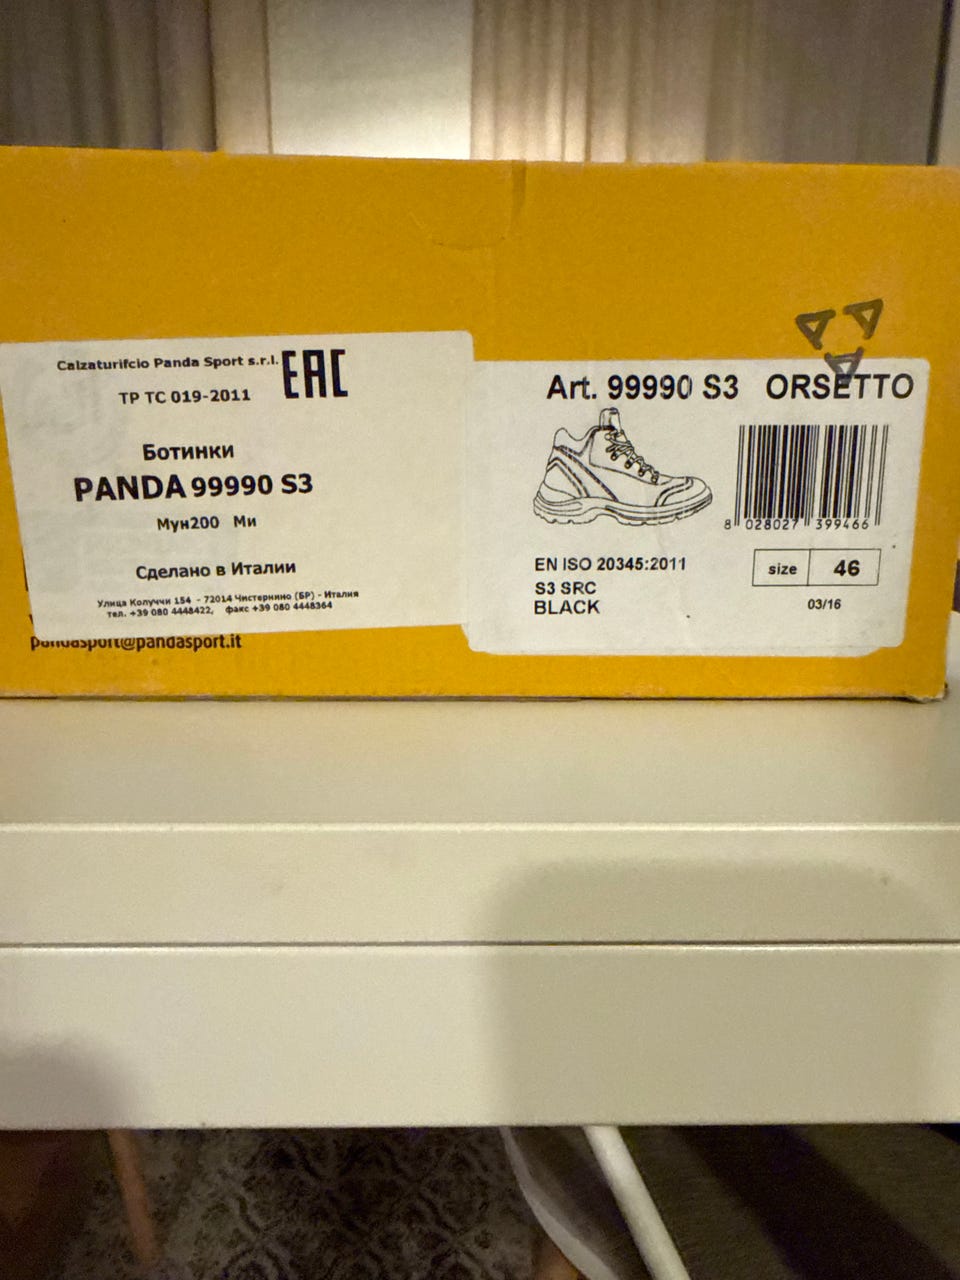 Calzaturifcio Panda Sport s.r.l.
EAC
ТР ТС 019-2011
Ботинки
PANDA 99990 S3
Мун200 Ми
Сделано в Италии
Улица Колуччи 154 - 72014 Чистернино (БР) - Италия
тел. +39 080 4448422, факс +39 080 4448364
pandasport@pandasport.it
Art. 99990 S3 ORSETTO
8 028027 399466
EN ISO 20345:2011
S3 SRC
BLACK
size 46
03/16